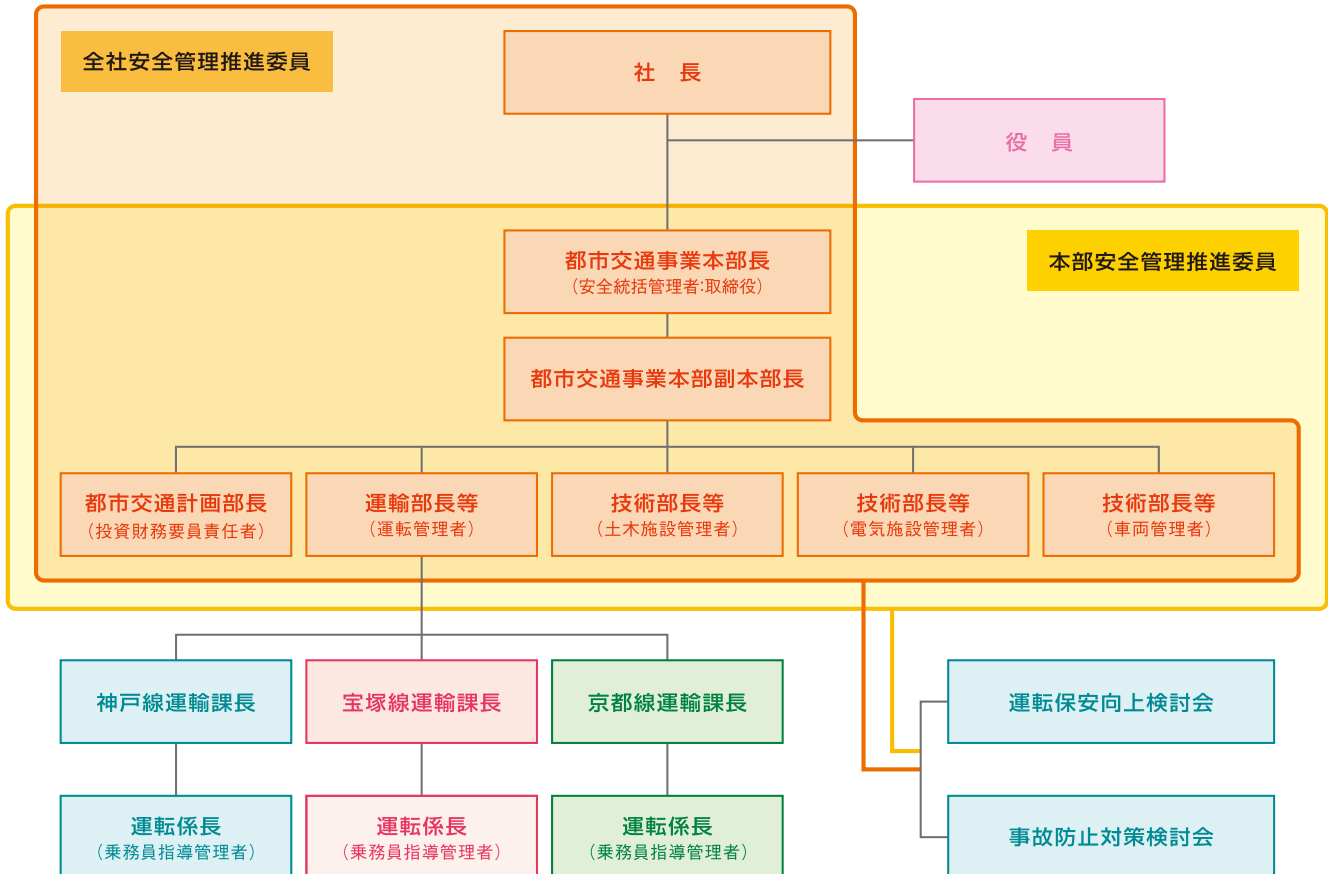 全社安全管理推進委員
社　長
役　員
都市交通事業本部長
（安全統括管理者:取締役）
本部安全管理推進委員
都市交通事業本部副本部長
都市交通計画部長
（投資財務要員責任者）
運輸部長等
（運転管理者）
技術部長等
（土木施設管理者）
技術部長等
（電気施設管理者）
技術部長等
（車両管理者）
神戸線運輸課長
宝塚線運輸課長
京都線運輸課長
運転保安向上検討会
運転係長
（乗務員指導管理者）
運転係長
（乗務員指導管理者）
運転係長
（乗務員指導管理者）
事故防止対策検討会